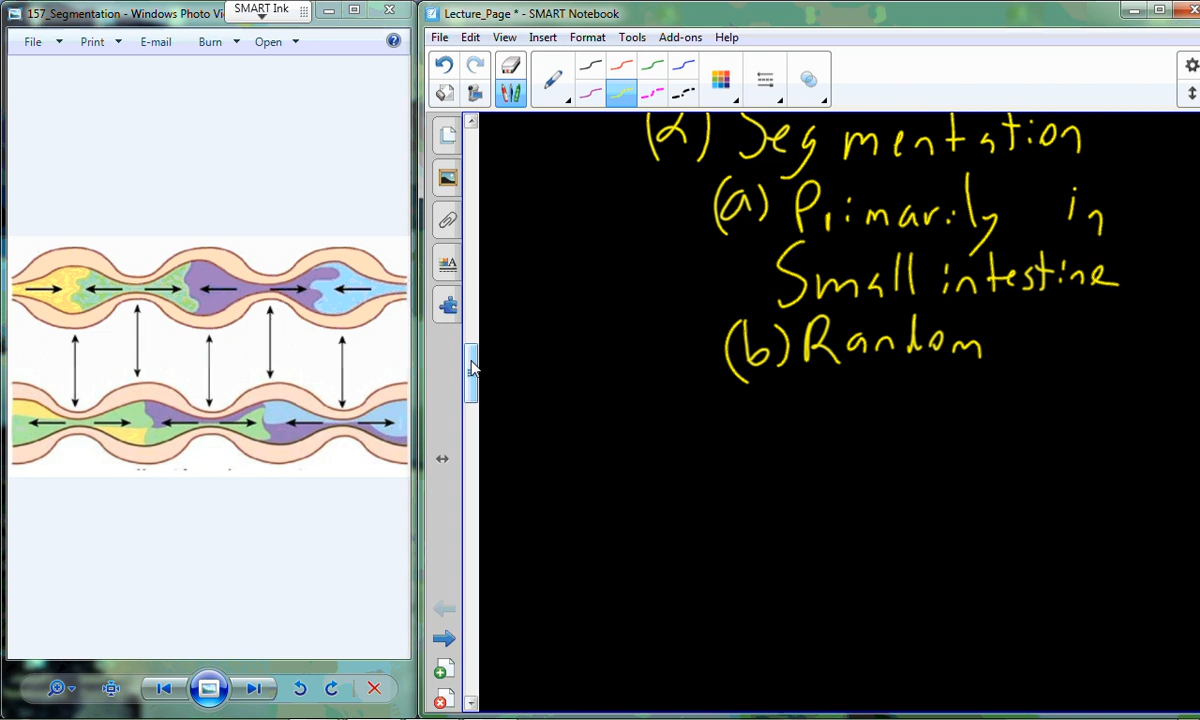 157_Segmentation - Windows Photo Vi
SMART Ink
File Print E-mail Burn Open
Lecture_Page * - SMART Notebook
File Edit View Insert Format Tools Add-ons Help
(2) Segmentation
(a) Primarily in
Small intestine
(b) Random